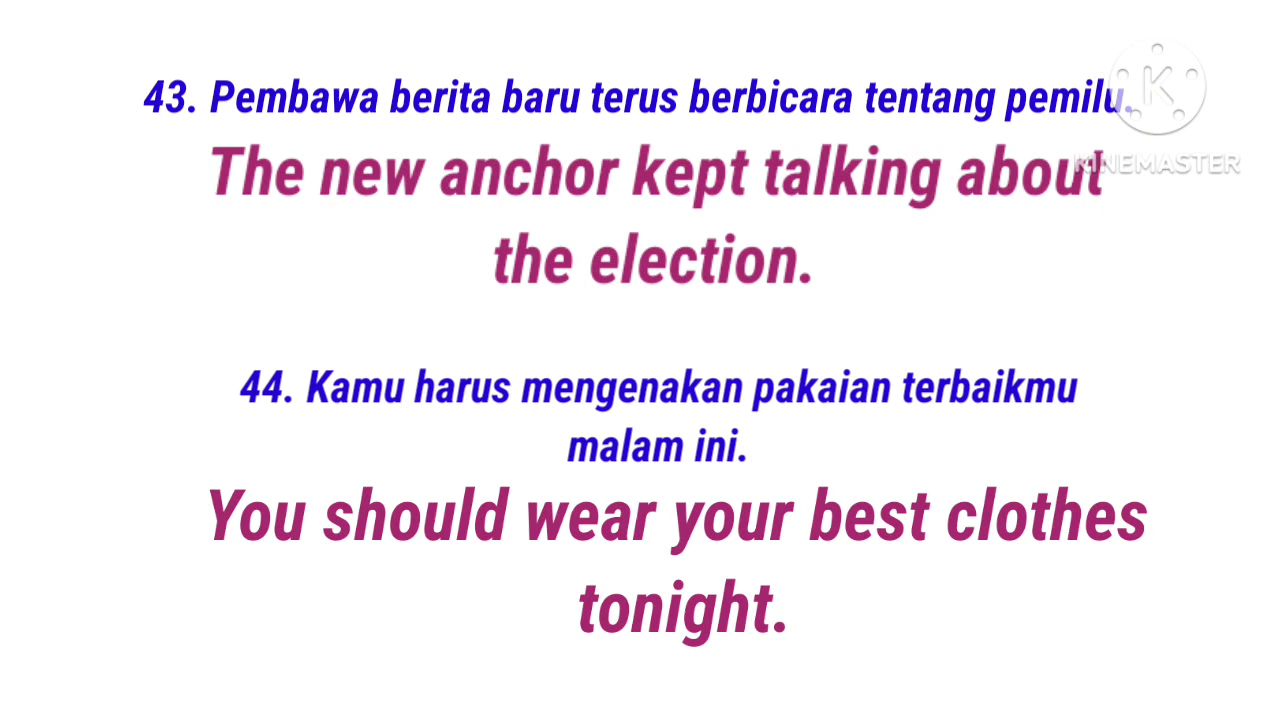 43. Pembawa berita baru terus berbicara tentang pemilu.
The new anchor kept talking about
the election.
KINEMASTER
44. Kamu harus mengenakan pakaian terbaikmu
malam ini.
You should wear your best clothes
tonight.